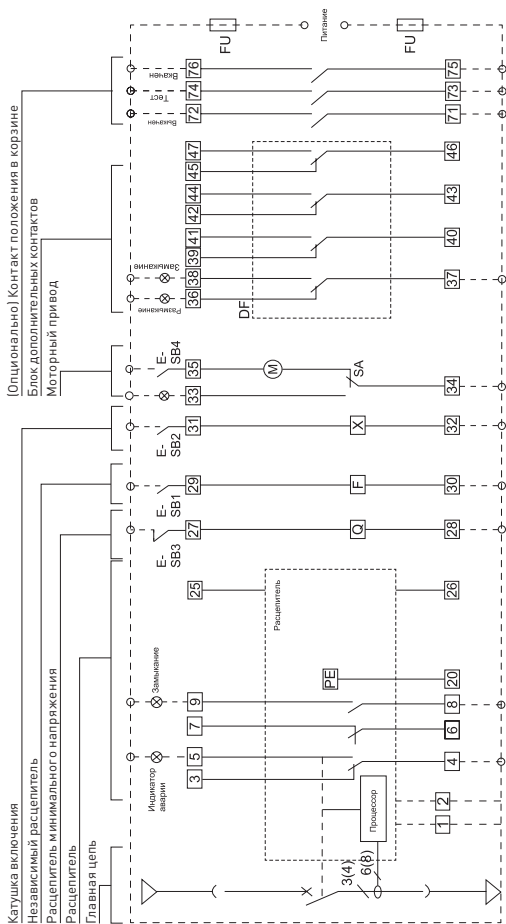 Катушка включения
Независимый расцепитель
Расцепитель минимального напряжения
Расцепитель
Главная цепь
(Опционально) Контакт положения в корзине
Блок дополнительных контактов
Моторный привод
Индикатор аварии
Замыкание
E-SB3
E-SB1
E-SB2
E-SB4
Размыкание
Замыкание
Выкачен
Тест
Вкачен
FU
Питание
FU
3
5
7
9
25
27
29
31
33
35
36
38
39
41
42
44
45
47
72
74
76
Расцепитель
PE
Процессор
3(4)
6(8)
Q
F
X
M
SA
DF
1
2
4
6
8
20
26
28
30
32
34
37
40
43
46
71
73
75